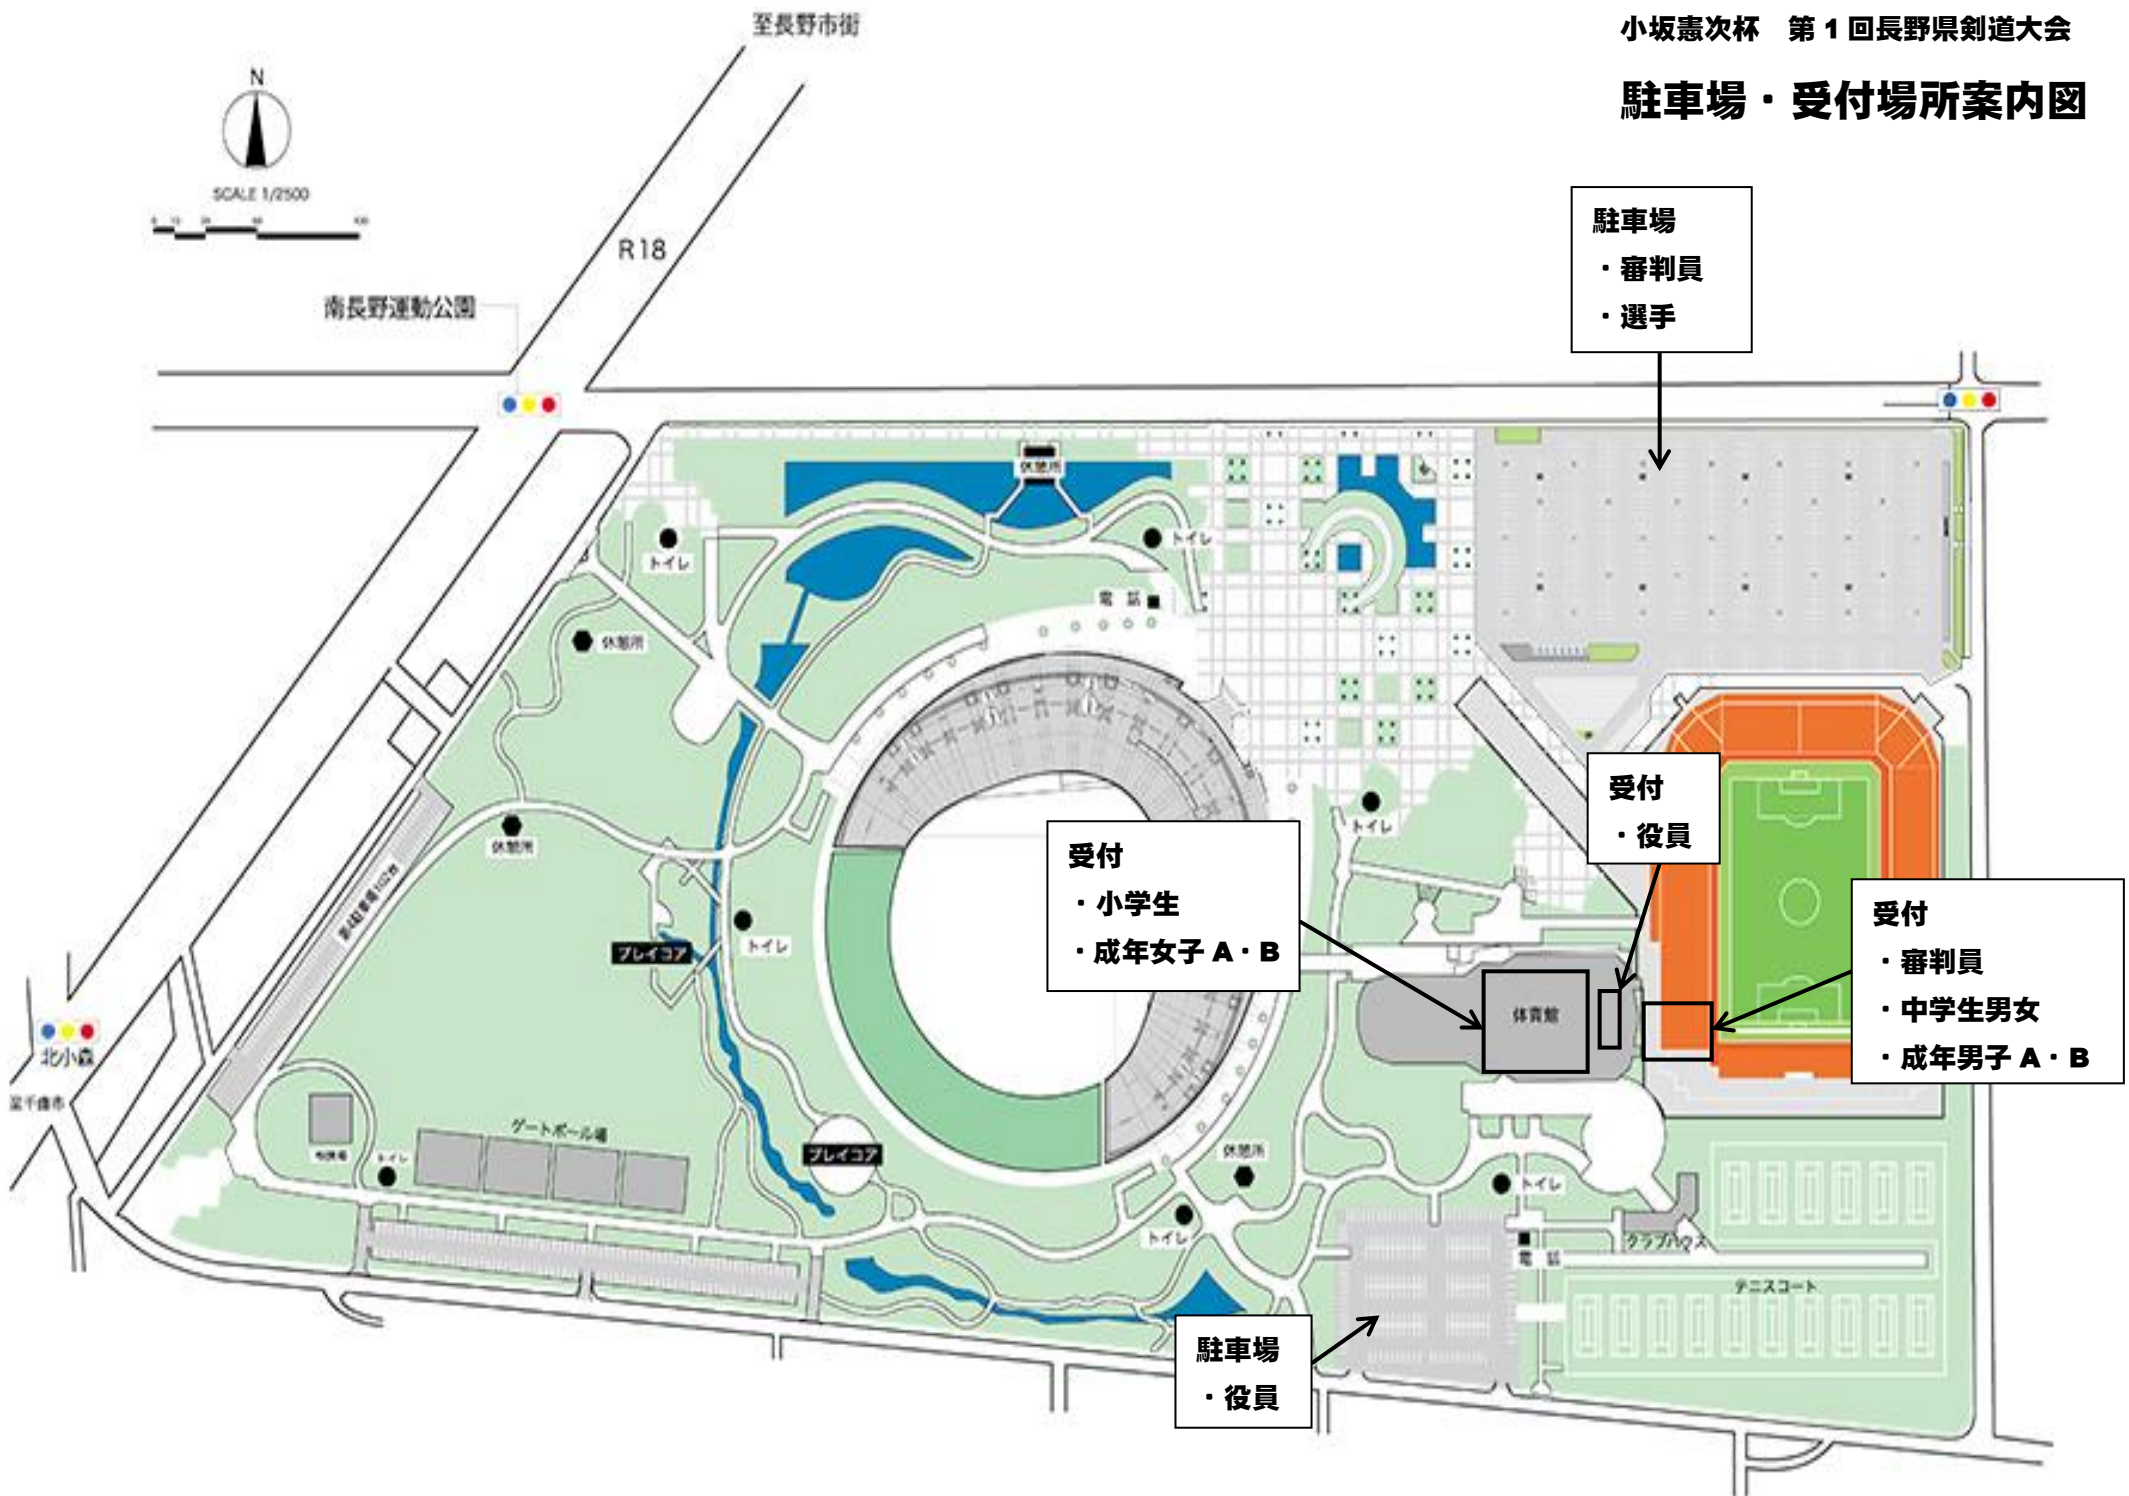 小坂憲次杯　第1回長野県剣道大会
駐車場・受付場所案内図
至長野市街
N
SCALE 1/2500
R18
南長野運動公園
駐車場
・審判員
・選手
休憩所
トイレ
トイレ
電話
休憩所
受付
・役員
トイレ
休憩所
受付
・小学生
・成年女子 A・B
受付
・審判員
・中学生男女
・成年男子 A・B
トイレ
プレイコア
体育館
北小森
至千曲市
ゲートボール場
トイレ
プレイコア
休憩所
トイレ
トイレ
クラブハウス
電話
テニスコート
駐車場
・役員